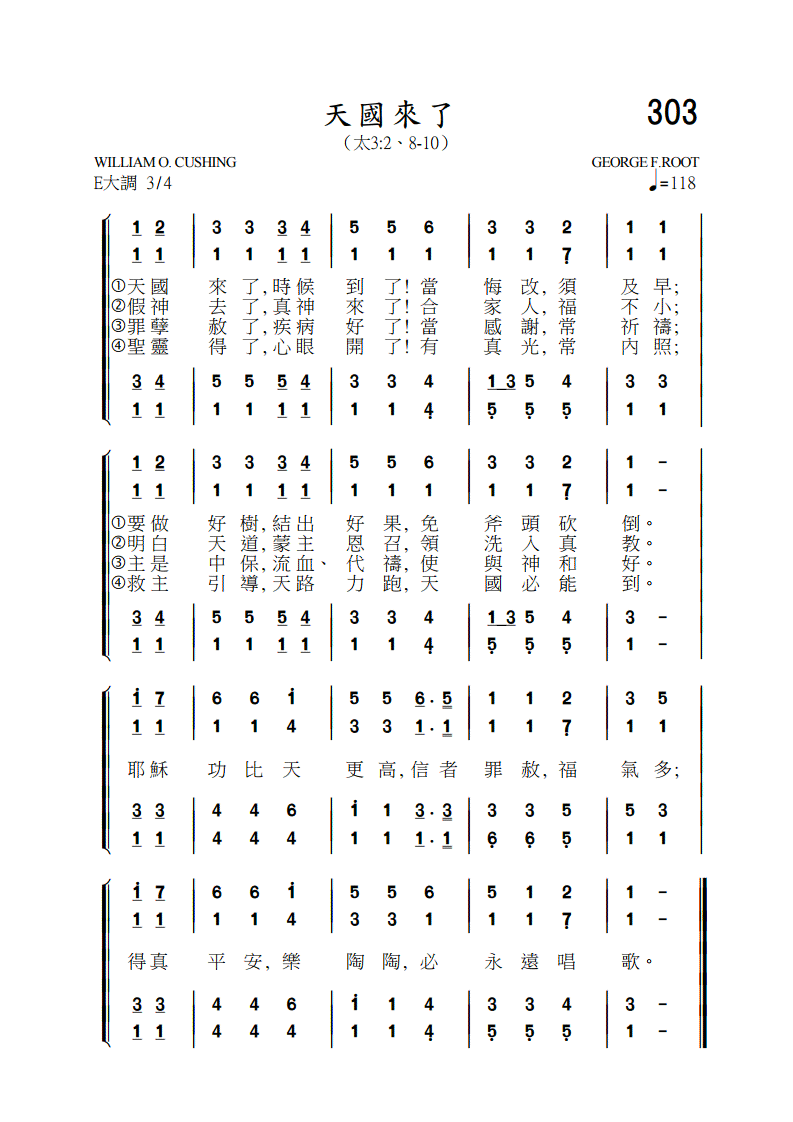 天國來了
303
（太3:2、8-10）
WILLIAM O. CUSHING
GEORGE F.ROOT
E大調 3/4
♩=118
1 2 | 3 3 3 4 | 5 5 6 | 3 3 2 | 1 1
1 1 | 1 1 1 1 | 1 1 1 | 1 1 7 | 1 1
①天國 來了,時候 到了!當 悔改,須 及早;
②假神 去了,真神 來了!合 家人,福 不小;
③罪孽 赦了,疾病 好了!當 感謝,常 祈禱;
④聖靈 得了,心眼 開了!有 真光,常 內照;
3 4 | 5 5 5 4 | 3 3 4 | 1 3 5 4 | 3 3
1 1 | 1 1 1 1 | 1 1 4 | 5 5 5 | 1 1
1 2 | 3 3 3 4 | 5 5 6 | 3 3 2 | 1 -
1 1 | 1 1 1 1 | 1 1 1 | 1 1 7 | 1 -
①要做 好樹,結出 好果,免 斧頭砍 倒。
②明白 天道,蒙主 恩召,領 洗入真 教。
③主是 中保,流血、 代禱,使 與神和 好。
④救主 引導,天路 力跑,天 國必能 到。
3 4 | 5 5 5 4 | 3 3 4 | 1 3 5 4 | 3 -
1 1 | 1 1 1 1 | 1 1 4 | 5 5 5 | 1 -
1 7 | 6 6 1 | 5 5 6 . 5 | 1 1 2 | 3 5
1 1 | 1 1 4 | 3 3 1 . 1 | 1 1 7 | 1 1
耶穌 功比天 更高,信者 罪赦,福 氣多;
3 3 | 4 4 6 | 1 1 3 . 3 | 3 3 5 | 5 3
1 1 | 4 4 4 | 1 1 1 . 1 | 6 6 5 | 1 1
1 7 | 6 6 1 | 5 5 6 | 5 1 2 | 1 -
1 1 | 1 1 4 | 3 3 1 | 1 1 7 | 1 -
得真 平安,樂 陶陶,必 永遠唱 歌。
3 3 | 4 4 6 | 1 1 4 | 3 3 4 | 3 -
1 1 | 4 4 4 | 1 1 4 | 5 5 5 | 1 -